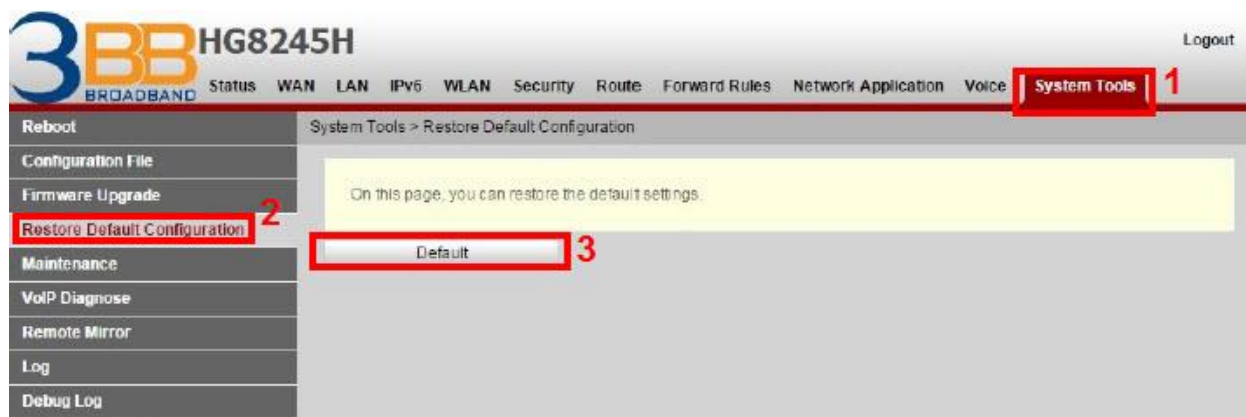 3BB HG8245H
BROADBAND
Logout
Status WAN LAN IPv6 WLAN Security Route Forward Rules Network Application Voice System Tools 1
Reboot
System Tools > Restore Default Configuration
Configuration File
Firmware Upgrade
On this page, you can restore the default settings.
Restore Default Configuration 2
Default 3
Maintenance
VoIP Diagnose
Remote Mirror
Log
Debug Log